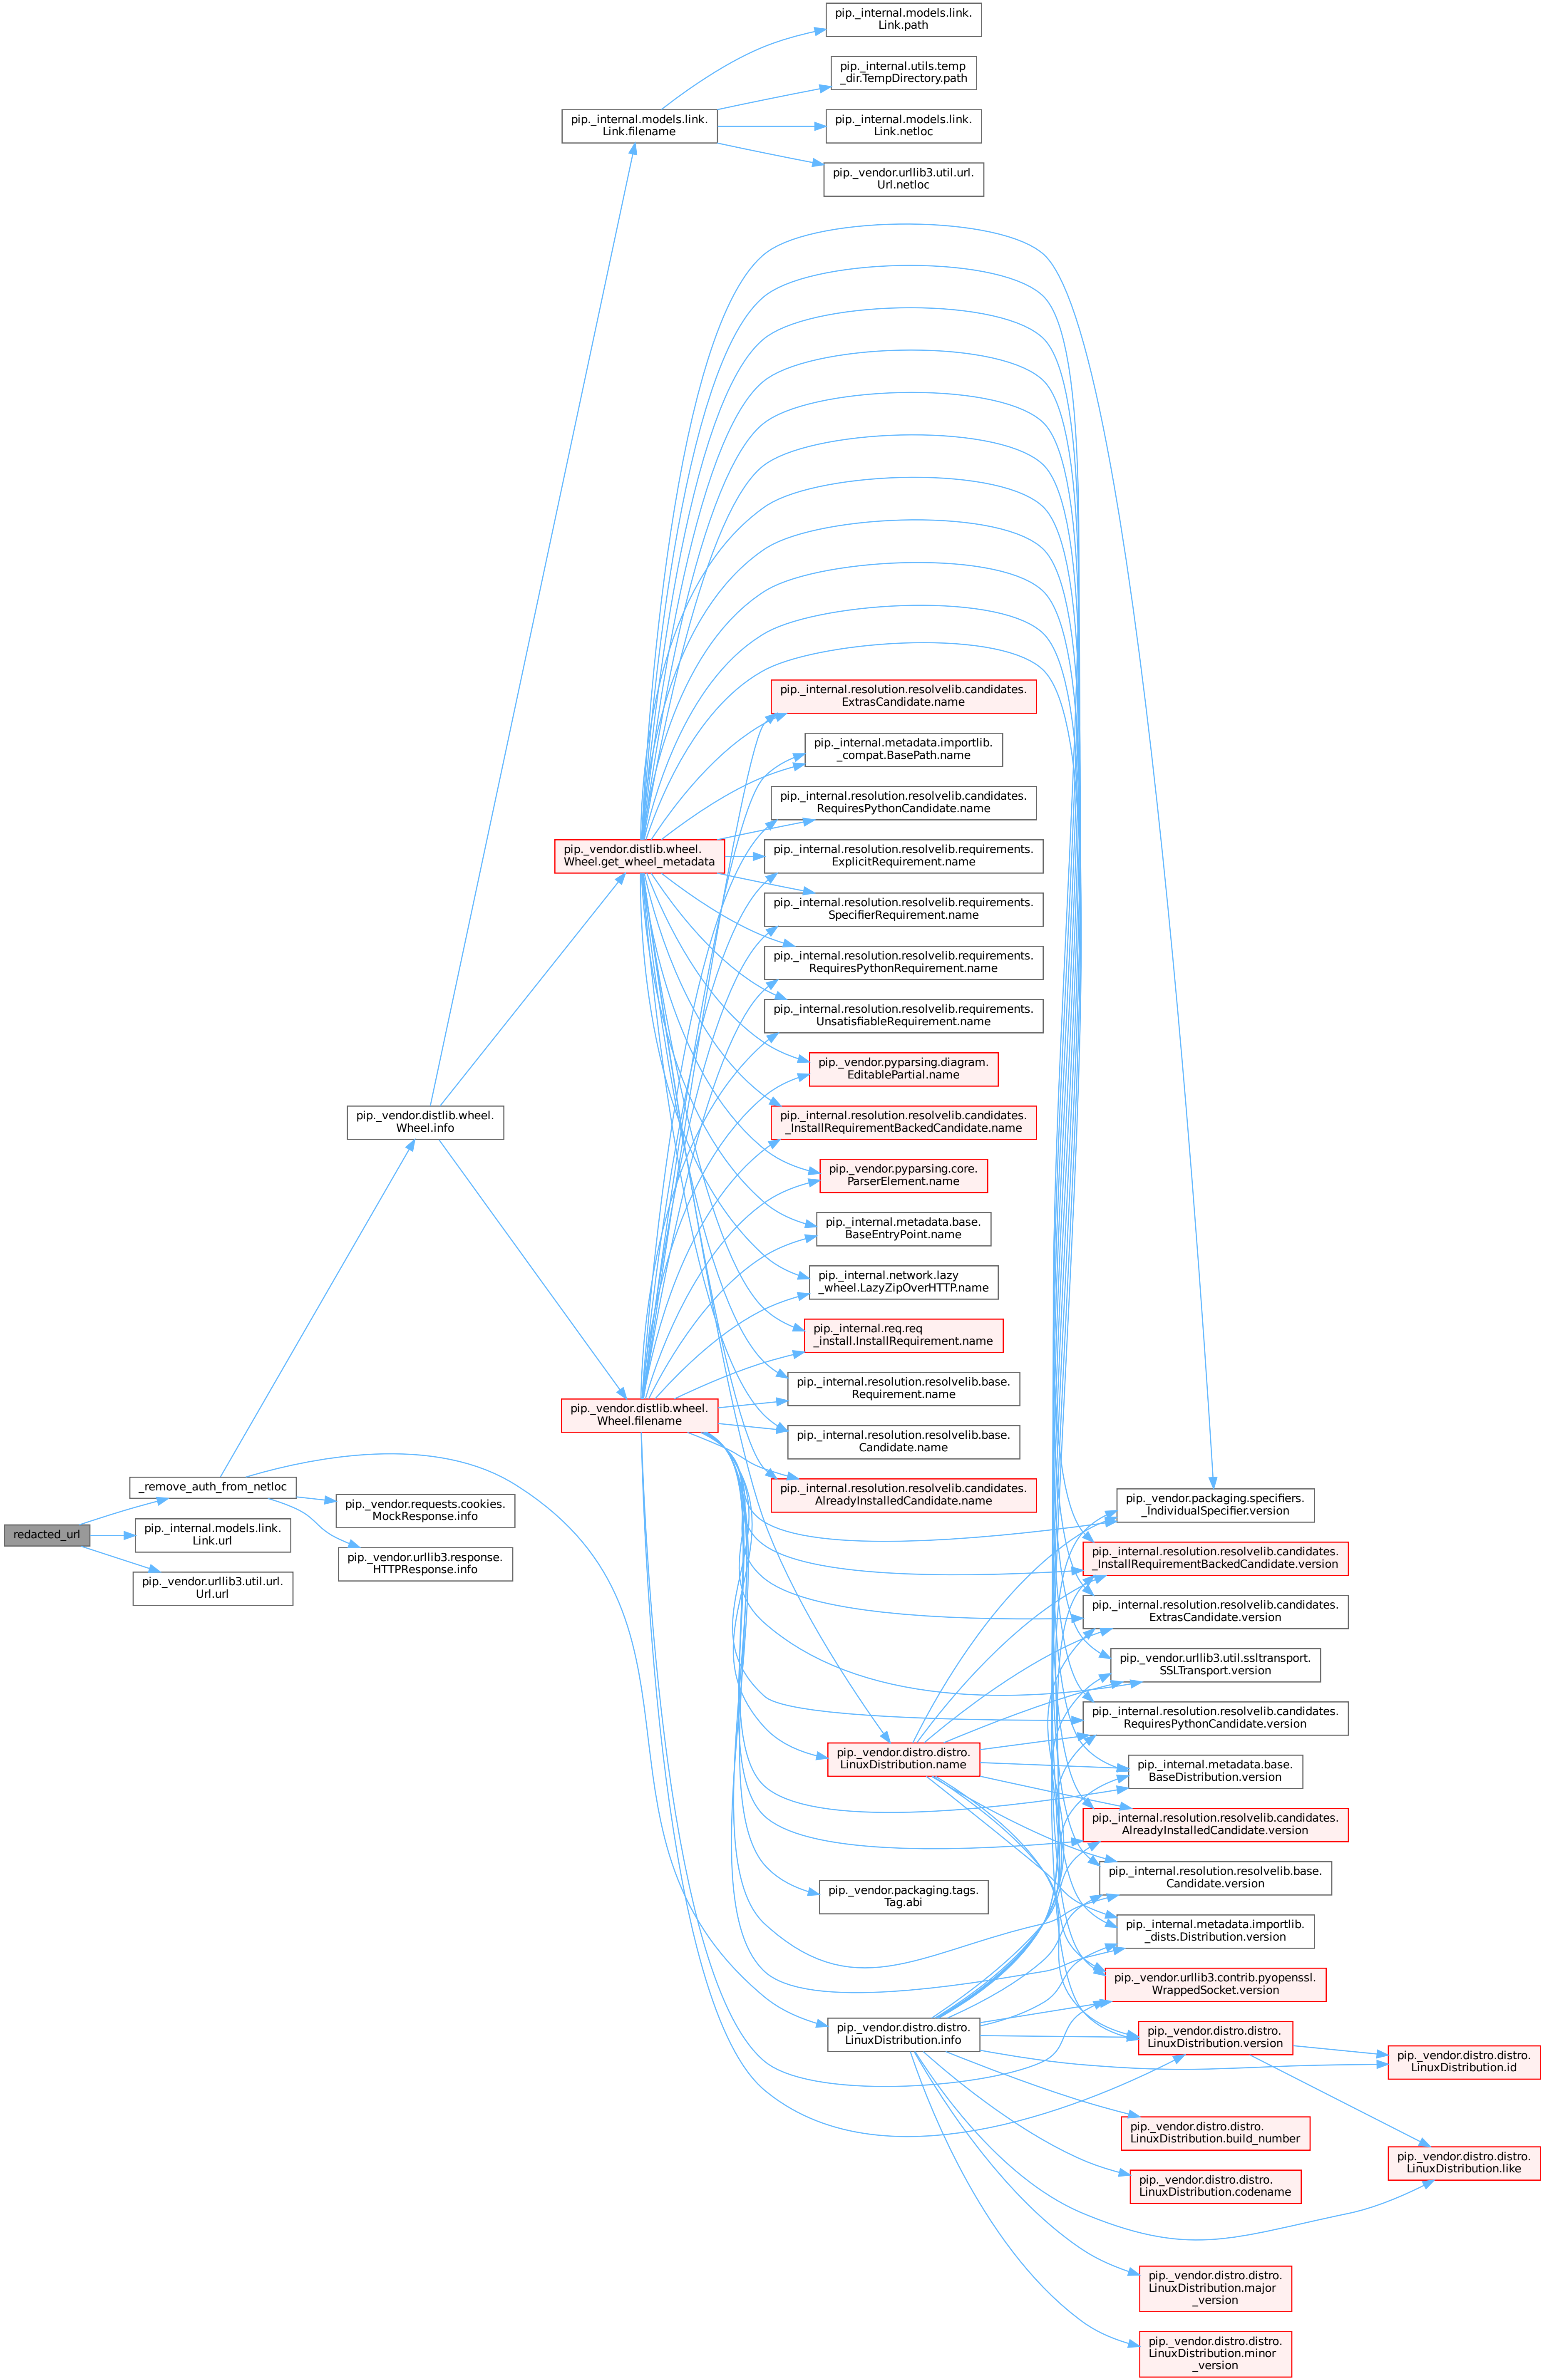 pip._internal.models.link.
Link.path
pip._internal.utils.temp
_dir.TempDirectory.path
pip._internal.models.link.
Link.filename
pip._internal.models.link.
Link.netloc
pip._vendor.urllib3.util.url.
Url.netloc
pip._internal.resolution.resolvelib.candidates.
ExtrasCandidate.name
pip._internal.metadata.importlib.
_compat.BasePath.name
pip._internal.resolution.resolvelib.candidates.
RequiresPythonCandidate.name
pip._vendor.distlib.wheel.
Wheel.get_wheel_metadata
pip._internal.resolution.resolvelib.requirements.
ExplicitRequirement.name
pip._internal.resolution.resolvelib.requirements.
SpecifierRequirement.name
pip._internal.resolution.resolvelib.requirements.
RequiresPythonRequirement.name
pip._internal.resolution.resolvelib.requirements.
UnsatisfiableRequirement.name
pip._vendor.pyparsing.diagram.
EditablePartial.name
pip._vendor.distlib.wheel.
Wheel.info
pip._internal.resolution.resolvelib.candidates.
_InstallRequirementBackedCandidate.name
pip._vendor.pyparsing.core.
ParserElement.name
pip._internal.metadata.base.
BaseEntryPoint.name
pip._internal.network.lazy
_wheel.LazyZipOverHTTP.name
pip._internal.req.req
_install.InstallRequirement.name
pip._internal.resolution.resolvelib.base.
Requirement.name
pip._vendor.distlib.wheel.
Wheel.filename
pip._internal.resolution.resolvelib.base.
Candidate.name
_remove_auth_from_netloc
pip._internal.resolution.resolvelib.candidates.
AlreadyInstalledCandidate.name
pip._vendor.requests.cookies.
MockResponse.info
pip._vendor.packaging.specifiers.
_IndividualSpecifier.version
redacted_url
pip._internal.models.link.
Link.url
pip._vendor.urllib3.response.
HTTPResponse.info
pip._internal.resolution.resolvelib.candidates.
_InstallRequirementBackedCandidate.version
pip._vendor.urllib3.util.url.
Url.url
pip._internal.resolution.resolvelib.candidates.
ExtrasCandidate.version
pip._vendor.urllib3.util.ssltransport.
SSLTransport.version
pip._internal.resolution.resolvelib.candidates.
RequiresPythonCandidate.version
pip._vendor.distro.distro.
LinuxDistribution.name
pip._internal.metadata.base.
BaseDistribution.version
pip._internal.resolution.resolvelib.candidates.
AlreadyInstalledCandidate.version
pip._internal.resolution.resolvelib.base.
Candidate.version
pip._vendor.packaging.tags.
Tag.abi
pip._internal.metadata.importlib.
_dists.Distribution.version
pip._vendor.urllib3.contrib.pyopenssl.
WrappedSocket.version
pip._vendor.distro.distro.
LinuxDistribution.info
pip._vendor.distro.distro.
LinuxDistribution.version
pip._vendor.distro.distro.
LinuxDistribution.id
pip._vendor.distro.distro.
LinuxDistribution.build_number
pip._vendor.distro.distro.
LinuxDistribution.like
pip._vendor.distro.distro.
LinuxDistribution.codename
pip._vendor.distro.distro.
LinuxDistribution.major
_version
pip._vendor.distro.distro.
LinuxDistribution.minor
_version